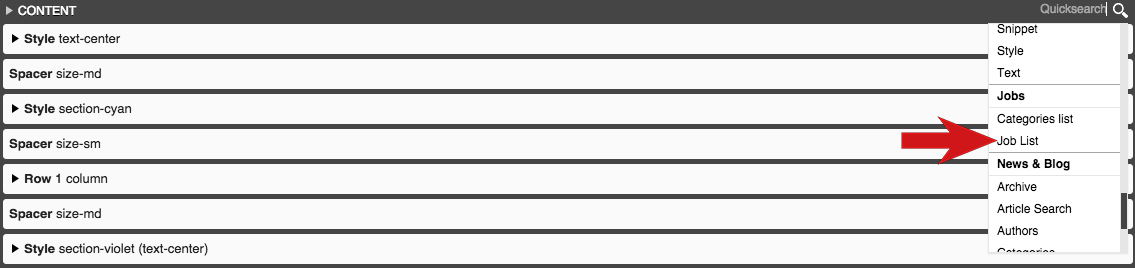 CONTENT
Quicksearch
Style text-center
Spacer size-md
Style section-cyan
Spacer size-sm
Row 1 column
Spacer size-md
Style section-violet (text-center)
Snippet
Style
Text
Jobs
Categories list
Job List
News & Blog
Archive
Article Search
Authors
Categories